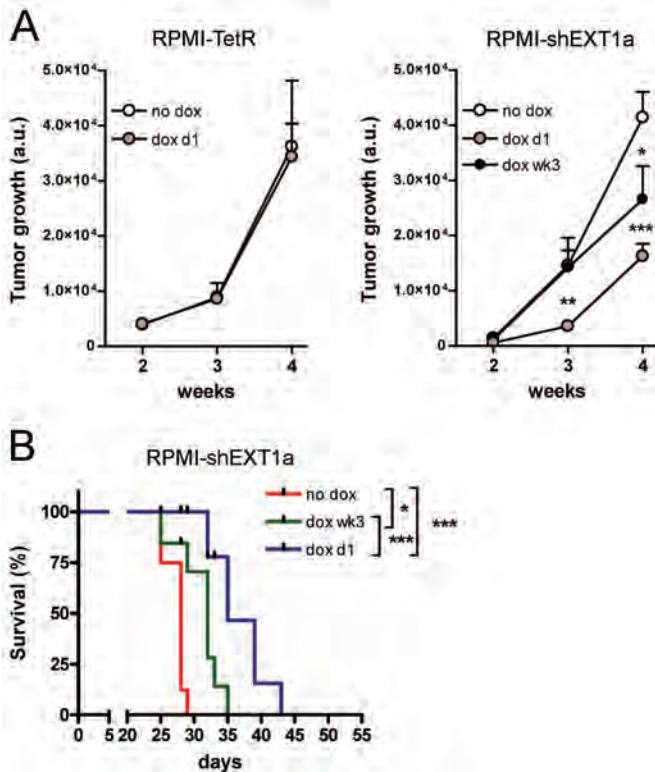 A
RPMI-TetR
RPMI-shEXT1a
Tumor growth (a.u.)
5.0×10⁴
4.0×10⁴
3.0×10⁴
2.0×10⁴
1.0×10⁴
0
no dox
dox d1
2 3 4
weeks
Tumor growth (a.u.)
5.0×10⁴
4.0×10⁴
3.0×10⁴
2.0×10⁴
1.0×10⁴
0
no dox
dox d1
dox wk3
*
***
**
2 3 4
weeks
B
RPMI-shEXT1a
no dox
dox wk3
dox d1
*
***
***
Survival (%)
100
75
50
25
0
0 5 20 25 30 35 40 45 50 55
days